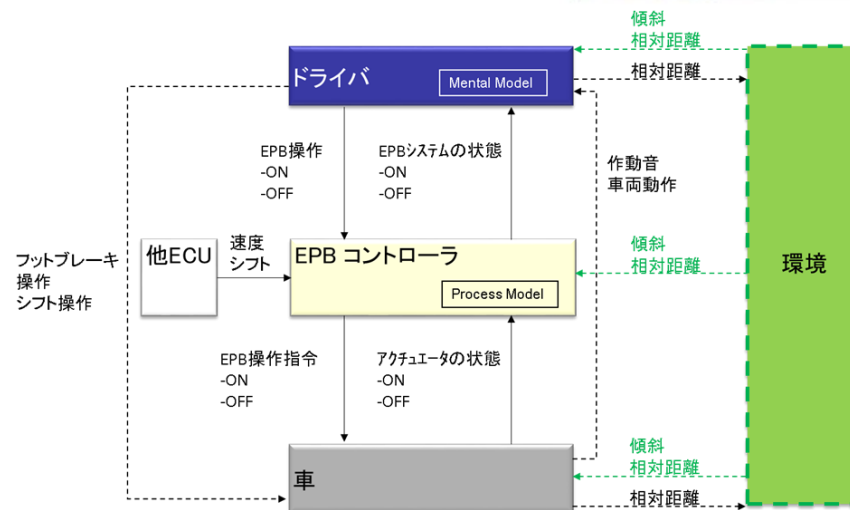 傾斜
相対距離
ドライバ
Mental Model
相対距離
EPB操作
-ON
-OFF
EPBシステムの状態
-ON
-OFF
作動音
車両動作
フットブレーキ
操作
シフト操作
他ECU
速度
シフト
EPB コントローラ
Process Model
傾斜
相対距離
環境
EPB操作指令
-ON
-OFF
アクチュエータの状態
-ON
-OFF
車
傾斜
相対距離
相対距離